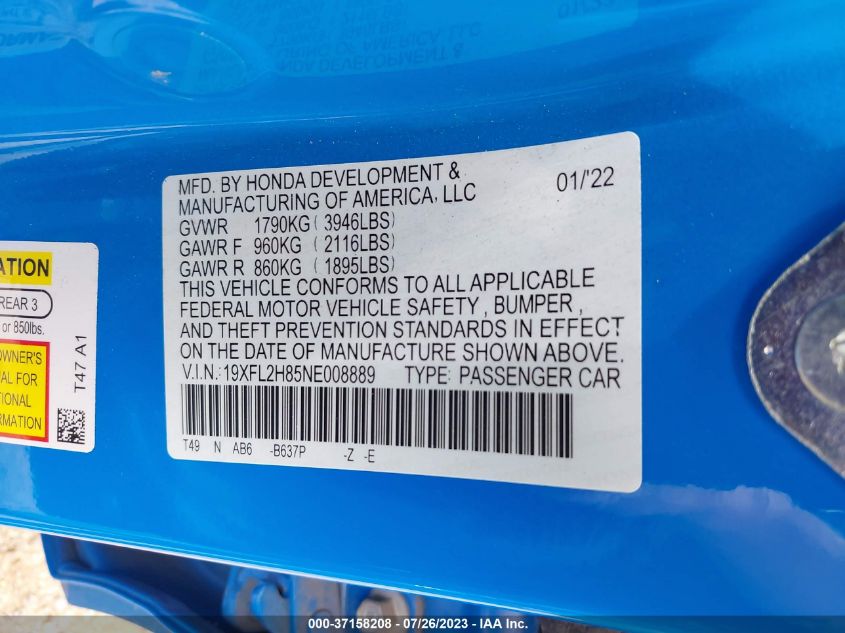 MFD. BY HONDA DEVELOPMENT &
MANUFACTURING OF AMERICA, LLC
01/'22
GVWR 1790KG ( 3946LBS)
GAWR F 960KG ( 2116LBS)
GAWR R 860KG ( 1895LBS)
THIS VEHICLE CONFORMS TO ALL APPLICABLE
FEDERAL MOTOR VEHICLE SAFETY, BUMPER,
AND THEFT PREVENTION STANDARDS IN EFFECT
ON THE DATE OF MANUFACTURE SHOWN ABOVE.
V.I.N.: 19XFL2H85NE008889 TYPE: PASSENGER CAR
T49 N AB6 -B637P -Z -E
ATION
REAR 3
or 850lbs.
OWNER'S
UAL FOR
TIONAL
RMATION
T47 A1
000-37158208 - 07/26/2023 - IAA Inc.